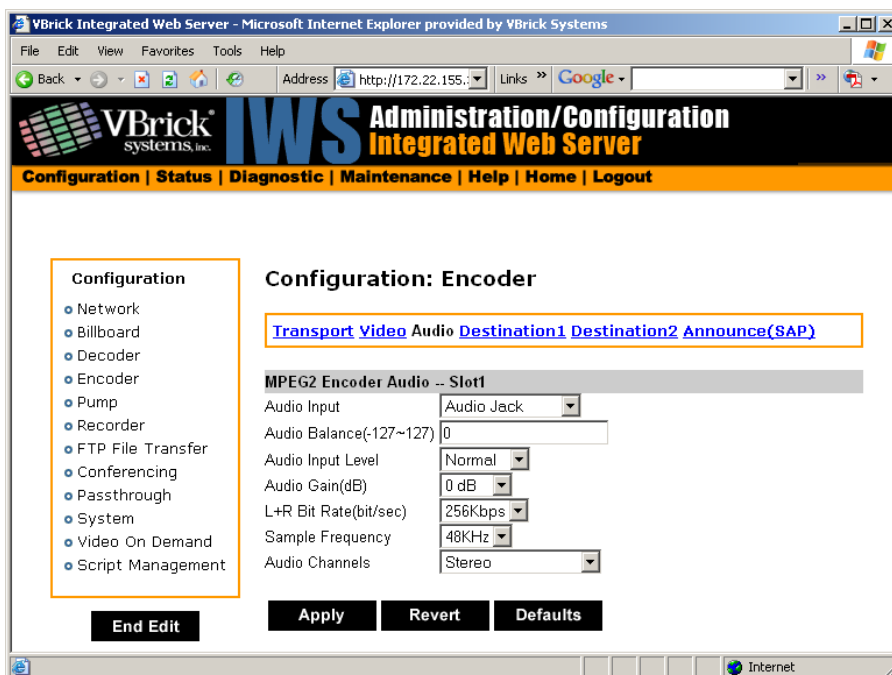 VBrick Integrated Web Server - Microsoft Internet Explorer provided by VBrick Systems
File Edit View Favorites Tools Help
Back Address http://172.22.155. Links » Google »
VBrick systems, inc. IWS Administration/Configuration
Integrated Web Server
Configuration | Status | Diagnostic | Maintenance | Help | Home | Logout
Configuration
Network
Billboard
Decoder
Encoder
Pump
Recorder
FTP File Transfer
Conferencing
Passthrough
System
Video On Demand
Script Management
End Edit
Configuration: Encoder
Transport Video Audio Destination1 Destination2 Announce(SAP)
MPEG2 Encoder Audio -- Slot1
Audio Input Audio Jack
Audio Balance(-127~127) 0
Audio Input Level Normal
Audio Gain(dB) 0 dB
L+R Bit Rate(bit/sec) 256Kbps
Sample Frequency 48KHz
Audio Channels Stereo
Apply Revert Defaults
Internet